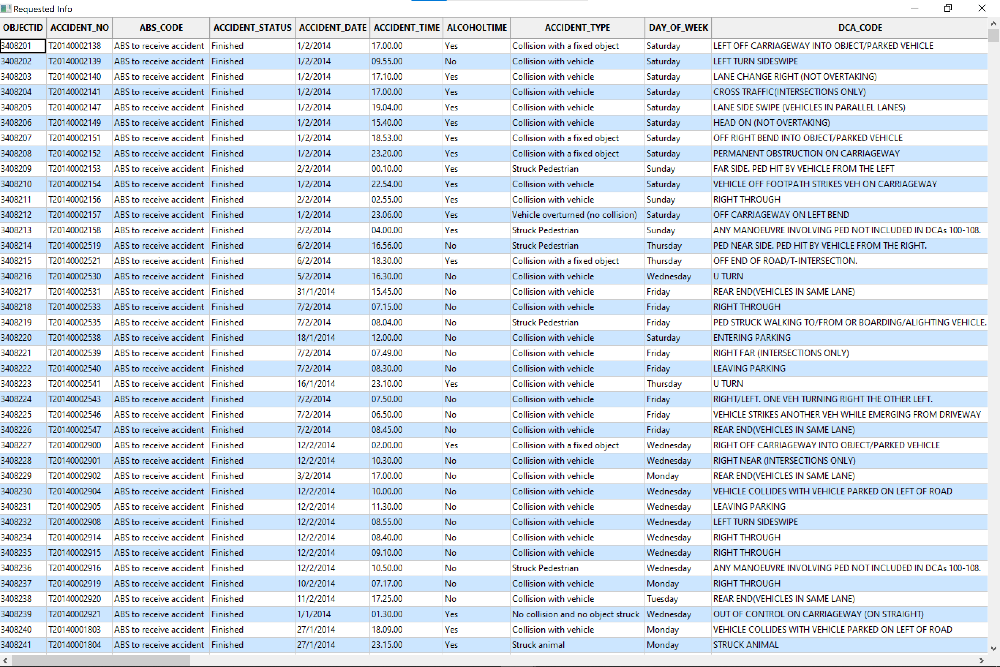 Requested Info
OBJECTID ACCIDENT_NO ABS_CODE ACCIDENT_STATUS ACCIDENT_DATE ACCIDENT_TIME ALCOHOLTIME ACCIDENT_TYPE DAY_OF_WEEK DCA_CODE
3408201 T20140002138 ABS to receive accident Finished 1/2/2014 17.00.00 Yes Collision with a fixed object Saturday LEFT OFF CARRIAGEWAY INTO OBJECT/PARKED VEHICLE
3408202 T20140002139 ABS to receive accident Finished 1/2/2014 09.55.00 No Collision with vehicle Saturday LEFT TURN SIDESWIPE
3408203 T20140002140 ABS to receive accident Finished 1/2/2014 17.10.00 Yes Collision with vehicle Saturday LANE CHANGE RIGHT (NOT OVERTAKING)
3408204 T20140002141 ABS to receive accident Finished 1/2/2014 17.00.00 Yes Collision with vehicle Saturday CROSS TRAFFIC(INTERSECTIONS ONLY)
3408205 T20140002147 ABS to receive accident Finished 1/2/2014 19.04.00 Yes Collision with vehicle Saturday LANE SIDE SWIPE (VEHICLES IN PARALLEL LANES)
3408206 T20140002149 ABS to receive accident Finished 1/2/2014 15.40.00 Yes Collision with vehicle Saturday HEAD ON (NOT OVERTAKING)
3408207 T20140002151 ABS to receive accident Finished 1/2/2014 18.53.00 Yes Collision with a fixed object Saturday OFF RIGHT BEND INTO OBJECT/PARKED VEHICLE
3408208 T20140002152 ABS to receive accident Finished 1/2/2014 23.20.00 Yes Collision with a fixed object Saturday PERMANENT OBSTRUCTION ON CARRIAGEWAY
3408209 T20140002153 ABS to receive accident Finished 2/2/2014 00.10.00 Yes Struck Pedestrian Sunday FAR SIDE. PED HIT BY VEHICLE FROM THE LEFT
3408210 T20140002154 ABS to receive accident Finished 1/2/2014 22.54.00 Yes Collision with vehicle Saturday VEHICLE OFF FOOTPATH STRIKES VEH ON CARRIAGEWAY
3408211 T20140002156 ABS to receive accident Finished 2/2/2014 02.55.00 Yes Collision with vehicle Sunday RIGHT THROUGH
3408212 T20140002157 ABS to receive accident Finished 1/2/2014 23.06.00 Yes Vehicle overturned (no collision) Saturday OFF CARRIAGEWAY ON LEFT BEND
3408213 T20140002158 ABS to receive accident Finished 2/2/2014 04.00.00 Yes Struck Pedestrian Sunday ANY MANOEUVRE INVOLVING PED NOT INCLUDED IN DCAs 100-108.
3408214 T20140002519 ABS to receive accident Finished 6/2/2014 16.56.00 No Struck Pedestrian Thursday PED NEAR SIDE. PED HIT BY VEHICLE FROM THE RIGHT.
3408215 T20140002521 ABS to receive accident Finished 6/2/2014 18.30.00 Yes Collision with a fixed object Thursday OFF END OF ROAD/T-INTERSECTION.
3408216 T20140002530 ABS to receive accident Finished 5/2/2014 16.30.00 No Collision with vehicle Wednesday U TURN
3408217 T20140002531 ABS to receive accident Finished 31/1/2014 15.45.00 No Collision with vehicle Friday REAR END(VEHICLES IN SAME LANE)
3408218 T20140002533 ABS to receive accident Finished 7/2/2014 07.15.00 No Collision with vehicle Friday RIGHT THROUGH
3408219 T20140002535 ABS to receive accident Finished 7/2/2014 08.04.00 No Struck Pedestrian Friday PED STRUCK WALKING TO/FROM OR BOARDING/ALIGHTING VEHICLE.
3408220 T20140002538 ABS to receive accident Finished 18/1/2014 12.00.00 No Collision with vehicle Saturday ENTERING PARKING
3408221 T20140002539 ABS to receive accident Finished 7/2/2014 07.49.00 No Collision with vehicle Friday RIGHT FAR (INTERSECTIONS ONLY)
3408222 T20140002540 ABS to receive accident Finished 7/2/2014 08.30.00 No Collision with vehicle Friday LEAVING PARKING
3408223 T20140002541 ABS to receive accident Finished 16/1/2014 23.10.00 Yes Collision with vehicle Thursday U TURN
3408224 T20140002543 ABS to receive accident Finished 7/2/2014 07.50.00 No Collision with vehicle Friday RIGHT/LEFT. ONE VEH TURNING RIGHT THE OTHER LEFT.
3408225 T20140002546 ABS to receive accident Finished 7/2/2014 06.50.00 No Collision with vehicle Friday VEHICLE STRIKES ANOTHER VEH WHILE EMERGING FROM DRIVEWAY
3408226 T20140002547 ABS to receive accident Finished 7/2/2014 08.45.00 No Collision with vehicle Friday REAR END(VEHICLES IN SAME LANE)
3408227 T20140002900 ABS to receive accident Finished 12/2/2014 02.00.00 Yes Collision with a fixed object Wednesday RIGHT OFF CARRIAGEWAY INTO OBJECT/PARKED VEHICLE
3408228 T20140002901 ABS to receive accident Finished 12/2/2014 10.30.00 No Collision with vehicle Wednesday RIGHT NEAR (INTERSECTIONS ONLY)
3408229 T20140002902 ABS to receive accident Finished 3/2/2014 17.00.00 No Collision with vehicle Monday REAR END(VEHICLES IN SAME LANE)
3408230 T20140002904 ABS to receive accident Finished 12/2/2014 10.00.00 No Collision with vehicle Wednesday VEHICLE COLLIDES WITH VEHICLE PARKED ON LEFT OF ROAD
3408231 T20140002905 ABS to receive accident Finished 12/2/2014 11.30.00 No Collision with vehicle Wednesday LEAVING PARKING
3408232 T20140002908 ABS to receive accident Finished 12/2/2014 08.55.00 No Collision with vehicle Wednesday LEFT TURN SIDESWIPE
3408234 T20140002914 ABS to receive accident Finished 12/2/2014 08.40.00 No Collision with vehicle Wednesday RIGHT THROUGH
3408235 T20140002915 ABS to receive accident Finished 12/2/2014 09.10.00 No Collision with vehicle Wednesday RIGHT THROUGH
3408236 T20140002916 ABS to receive accident Finished 12/2/2014 10.50.00 No Struck Pedestrian Wednesday ANY MANOEUVRE INVOLVING PED NOT INCLUDED IN DCAs 100-108.
3408237 T20140002919 ABS to receive accident Finished 10/2/2014 07.17.00 No Collision with vehicle Monday RIGHT THROUGH
3408238 T20140002920 ABS to receive accident Finished 11/2/2014 17.25.00 No Collision with vehicle Tuesday REAR END(VEHICLES IN SAME LANE)
3408239 T20140002921 ABS to receive accident Finished 1/1/2014 01.30.00 Yes No collision and no object struck Wednesday OUT OF CONTROL ON CARRIAGEWAY (ON STRAIGHT)
3408240 T20140001803 ABS to receive accident Finished 27/1/2014 18.09.00 Yes Collision with vehicle Monday VEHICLE COLLIDES WITH VEHICLE PARKED ON LEFT OF ROAD
3408241 T20140001804 ABS to receive accident Finished 27/1/2014 23.15.00 Yes Struck animal Monday STRUCK ANIMAL